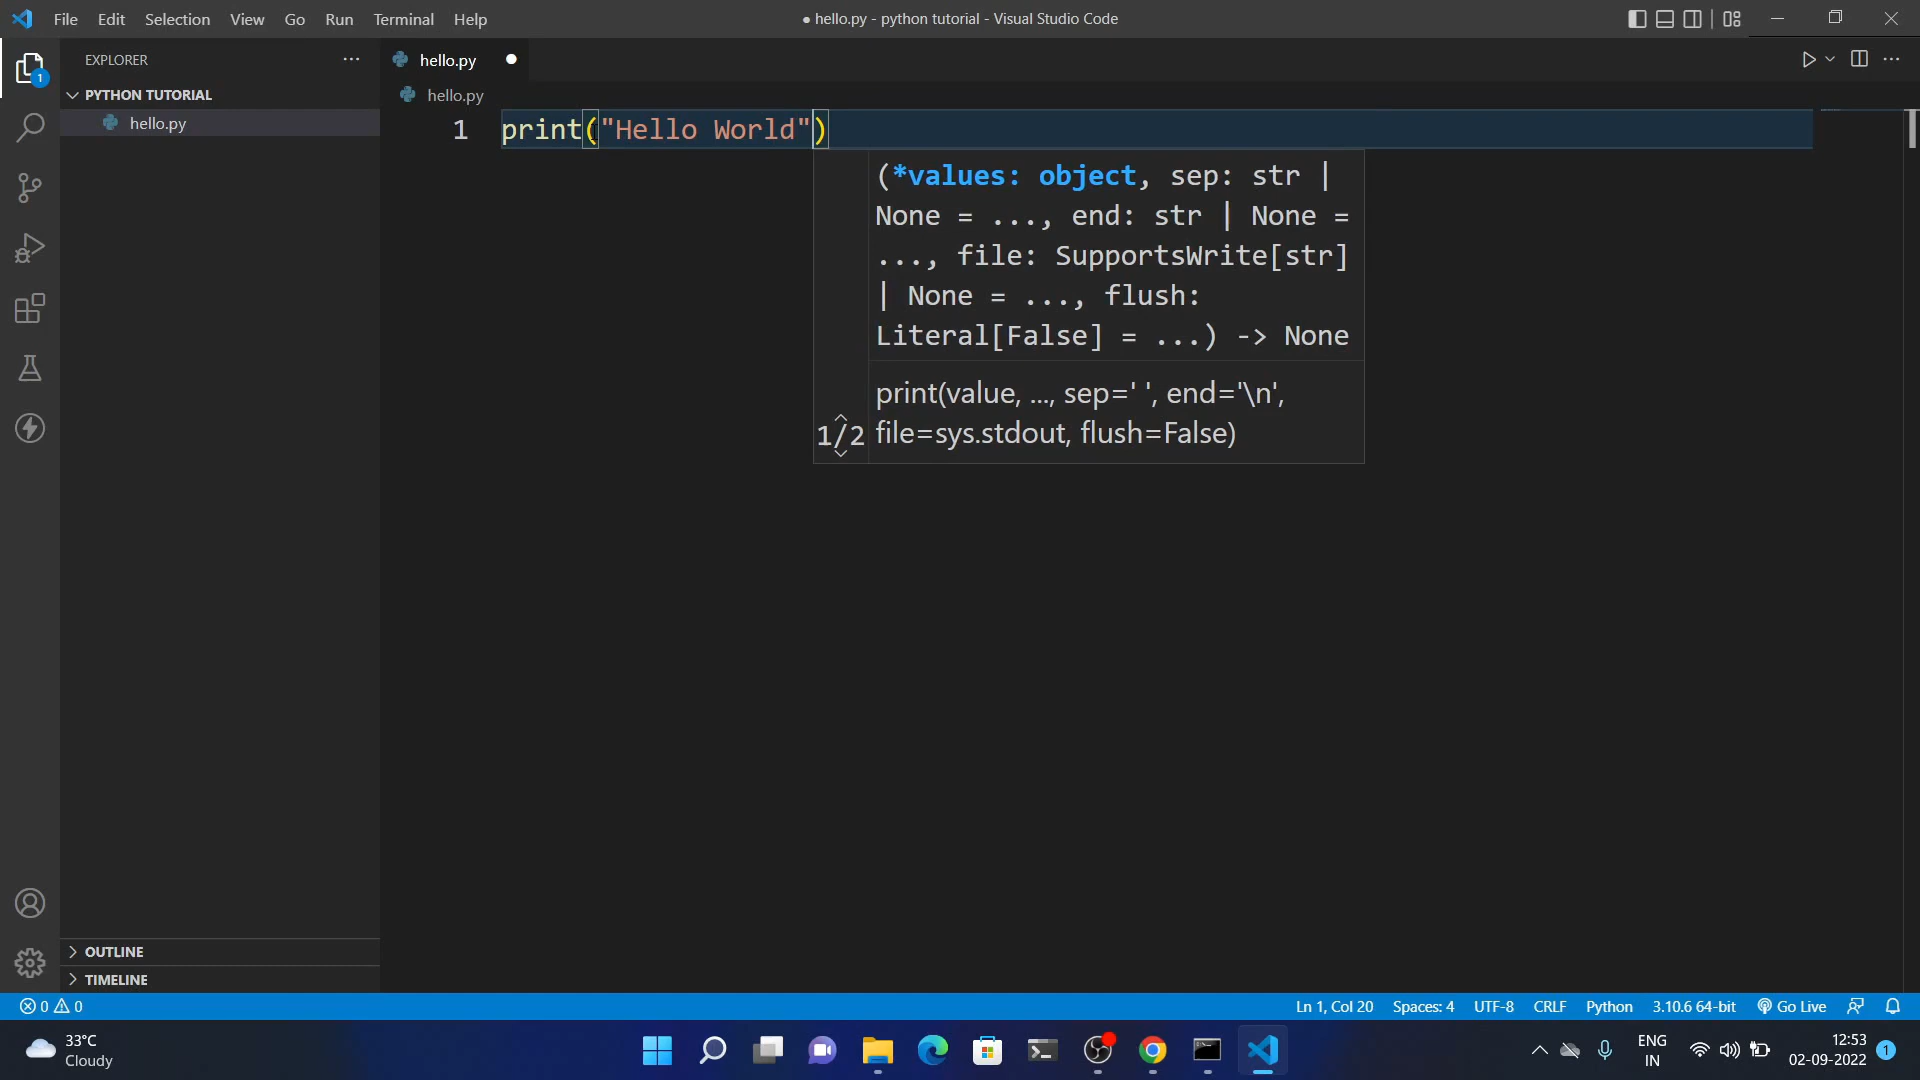 File Edit Selection View Go Run Terminal Help
● hello.py - python tutorial - Visual Studio Code
EXPLORER
···
hello.py ●
1
PYTHON TUTORIAL
hello.py
hello.py
1 print("Hello World")
(*values: object, sep: str |
None = ..., end: str | None =
..., file: SupportsWrite[str]
| None = ..., flush:
Literal[False] = ...) -> None
print(value, ..., sep=' ', end='\n',
file=sys.stdout, flush=False)
1/2
OUTLINE
TIMELINE
0 0
Ln 1, Col 20 Spaces: 4 UTF-8 CRLF Python 3.10.6 64-bit Go Live
33°C
Cloudy
ENG
IN
12:53
02-09-2022
1